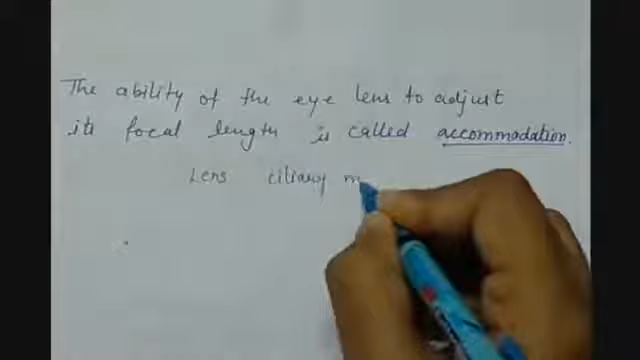 The ability of the eye lens to adjust
its focal length is called accommodation.
Lens ciliary m